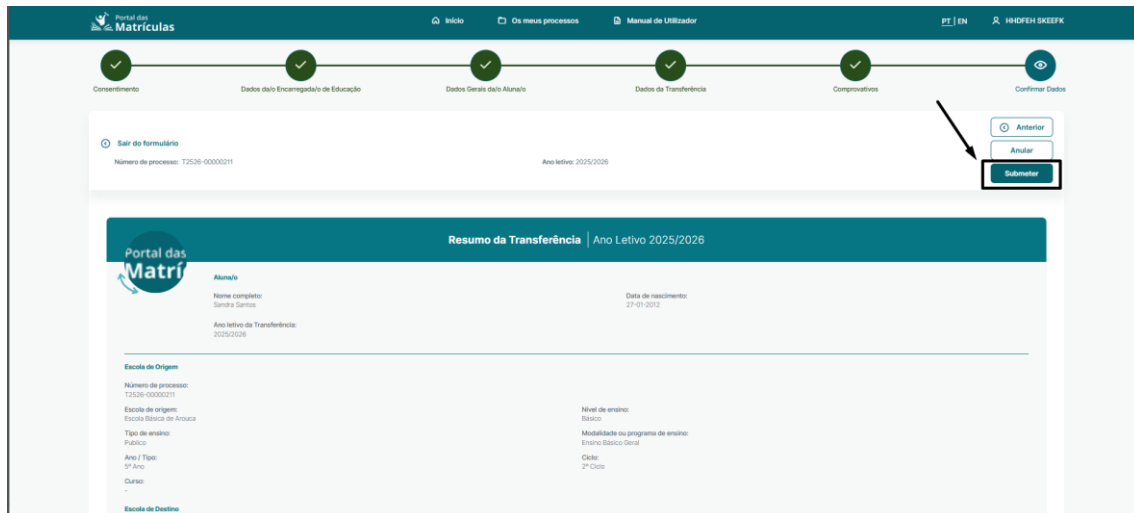 Portal das
Matrículas
Início
Os meus processos
Manual de Utilizador
PT | EN
HHDFEH SKEEFK
Consentimento
Dados da/o Encarregada/o de Educação
Dados Gerais da/o Aluna/o
Dados da Transferência
Comprovativos
Confirmar Dados
Sair do formulário
Anterior
Anular
Submeter
Número de processo: T2526-00000211
Ano letivo: 2025/2026
Resumo da Transferência | Ano Letivo 2025/2026
Portal das
Matrí
Aluna/o
Nome completo:
Sandra Santos
Data de nascimento:
27-01-2012
Ano letivo da Transferência:
2025/2026
Escola de Origem
Número de processo:
T2526-00000211
Escola de origem:
Escola Básica de Arouca
Nível de ensino:
Básico
Tipo de ensino:
Publico
Modalidade ou programa de ensino:
Ensino Básico Geral
Ano / Tipo:
5º Ano
Ciclo:
2º Ciclo
Curso:
-
Escola de Destino